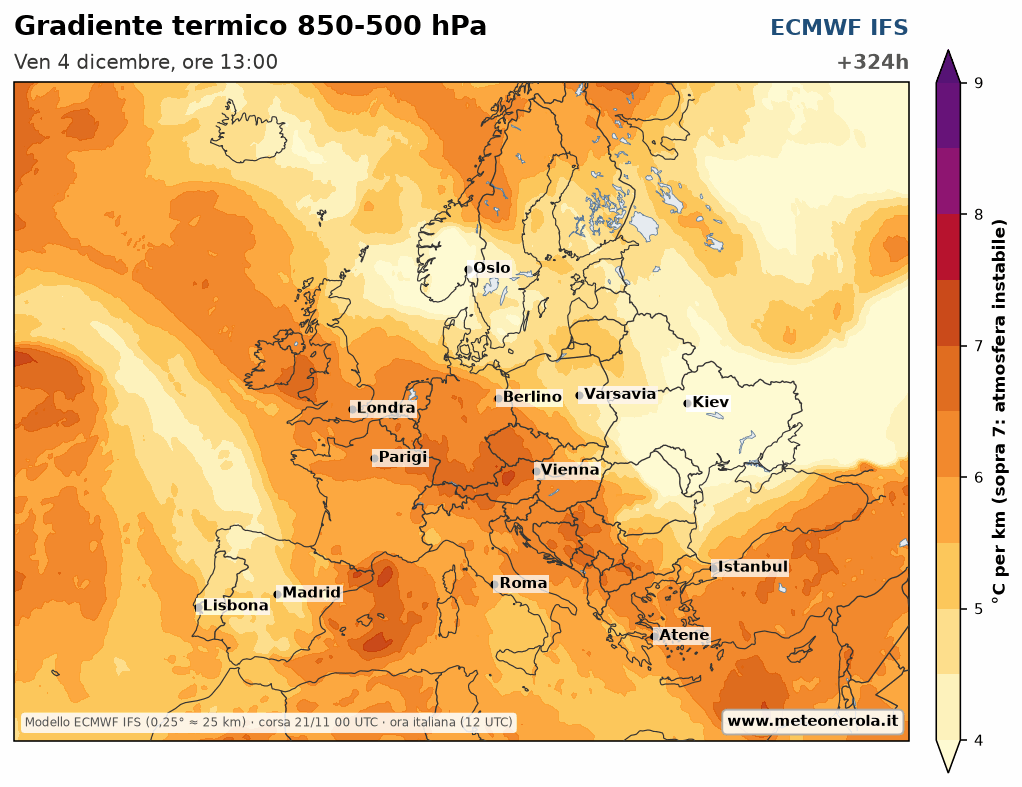 Gradiente termico 850-500 hPa
ECMWF IFS
Ven 4 dicembre, ore 13:00
+324h
Oslo
Berlino
Varsavia
Kiev
Londra
Parigi
Vienna
Istanbul
Roma
Madrid
Lisbona
Atene
Modello ECMWF IFS (0,25° ≈ 25 km) · corsa 21/11 00 UTC · ora italiana (12 UTC)
www.meteonerola.it
9
8
7
6
5
4
°C per km (sopra 7: atmosfera instabile)